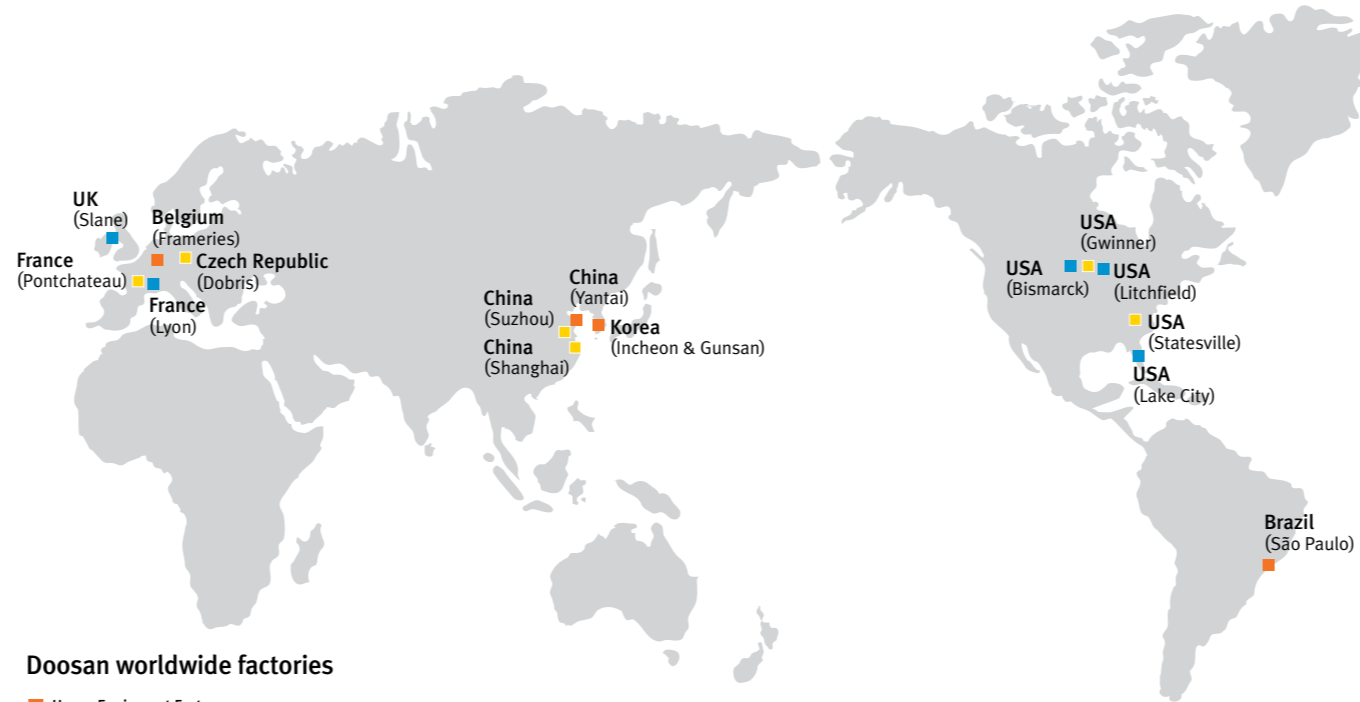 UK
(Slane)
Belgium
(Frameries)
France
(Pontchateau)
Czech Republic
(Dobris)
France
(Lyon)
China
(Yantai)
China
(Suzhou)
Korea
(Incheon & Gunsan)
China
(Shanghai)
USA
(Gwinner)
USA
(Bismarck)
USA
(Litchfield)
USA
(Statesville)
USA
(Lake City)
Brazil
(São Paulo)
Doosan worldwide factories